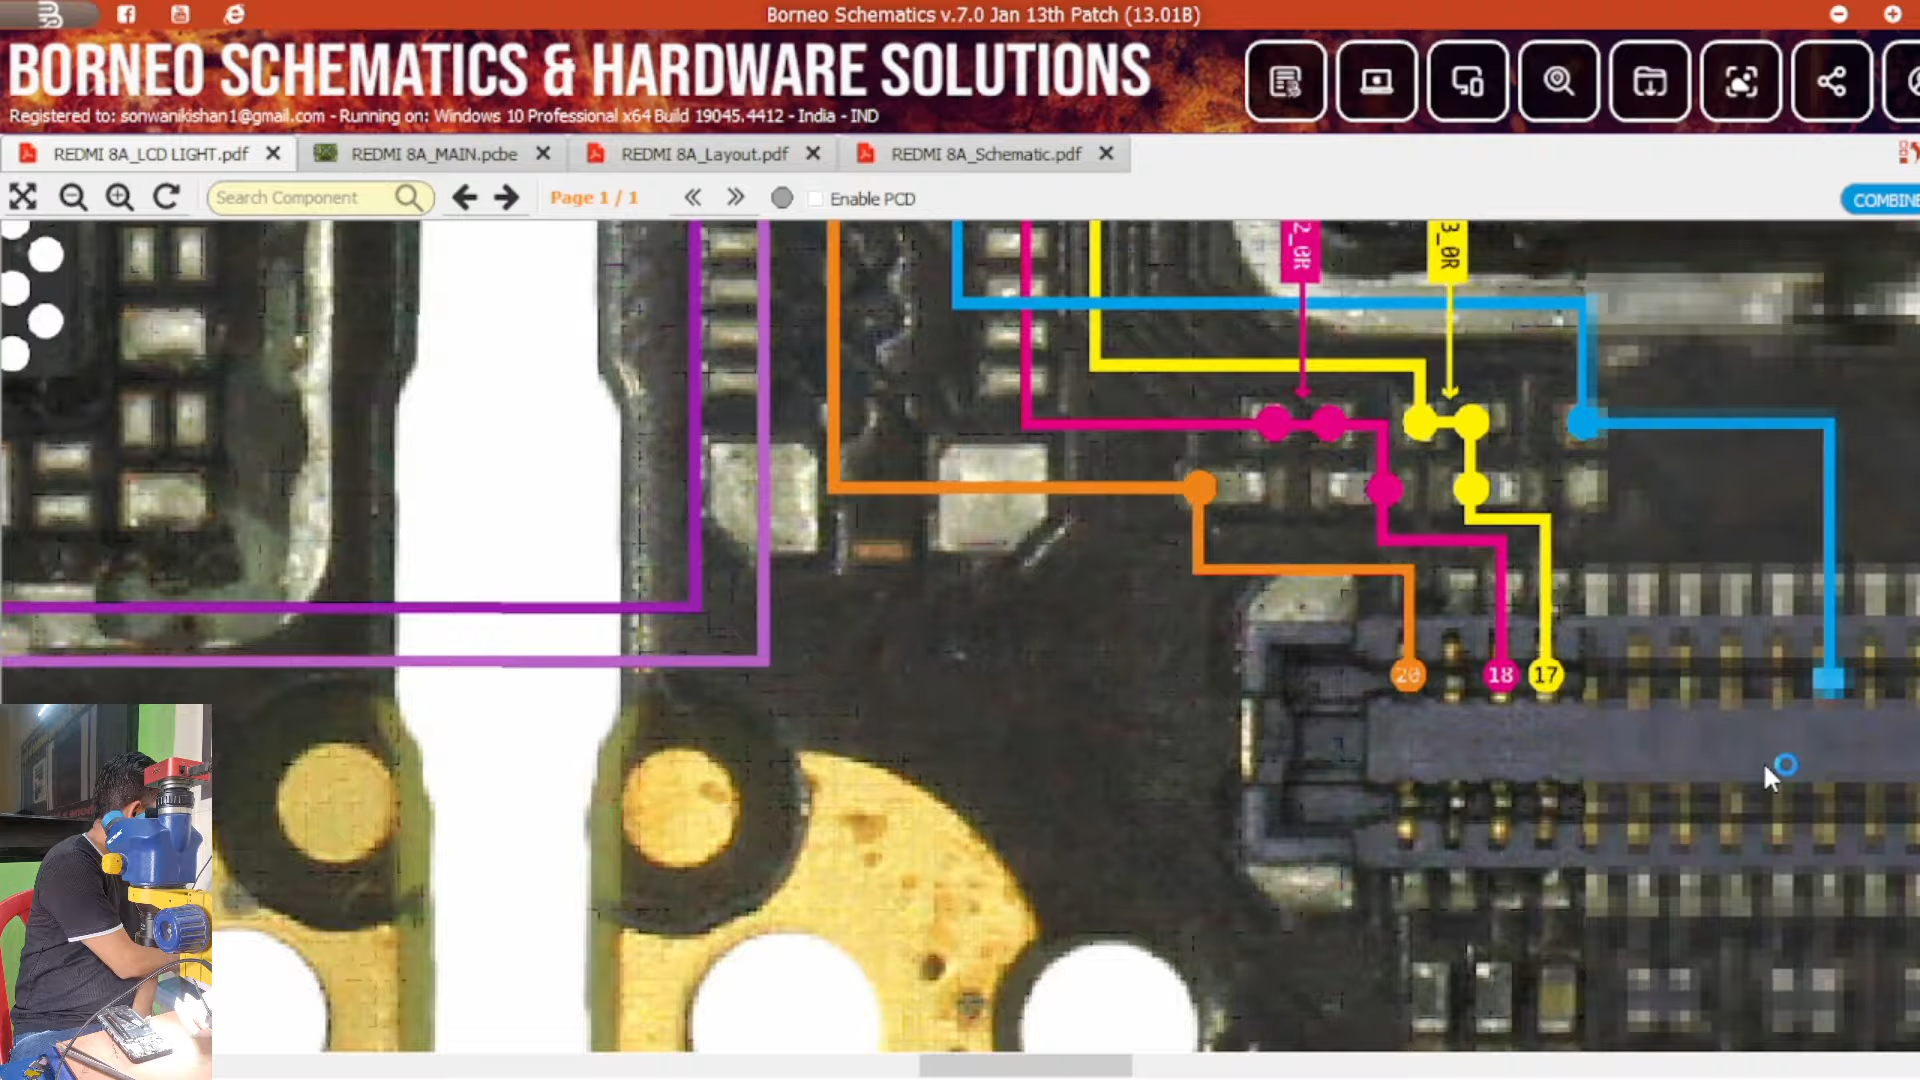 Borneo Schematics v.7.0 Jan 13th Patch (13.01B)
BORNEO SCHEMATICS & HARDWARE SOLUTIONS
Registered to: sonwanikishan1@gmail.com - Running on: Windows 10 Professional x64 Build 19045.4412 - India - IND
REDMI 8A_LCD LIGHT.pdf
REDMI 8A_MAIN.pcbe
REDMI 8A_Layout.pdf
REDMI 8A_Schematic.pdf
Search Component
Page 1 / 1
Enable PCD
COMBINE
2_0R
3_0R
20
18
17